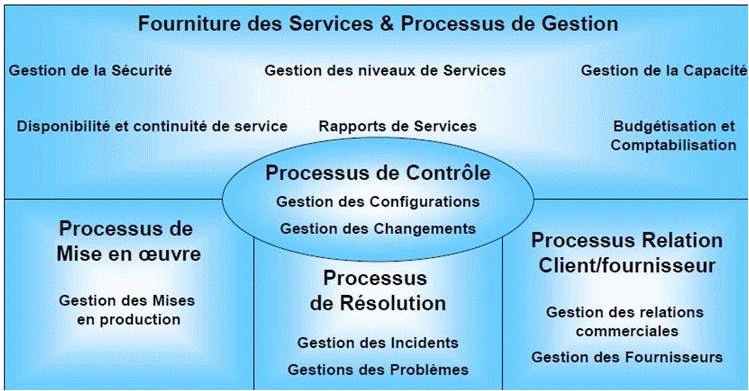 Fourniture des Services & Processus de Gestion
Gestion de la Sécurité
Gestion des niveaux de Services
Gestion de la Capacité
Disponibilité et continuité de service
Rapports de Services
Budgétisation et
Comptabilisation
Processus de Contrôle
Gestion des Configurations
Gestion des Changements
Processus de
Mise en œuvre
Gestion des Mises
en production
Processus
de Résolution
Gestion des Incidents
Gestions des Problèmes
Processus Relation
Client/fournisseur
Gestion des relations
commerciales
Gestion des Fournisseurs